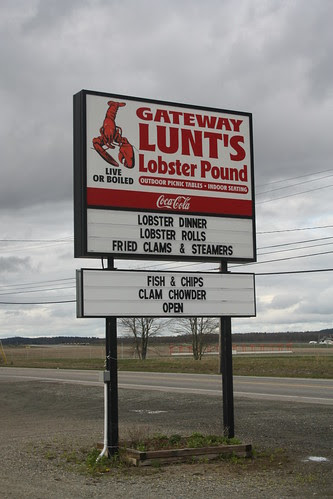 GATEWAY
LUNT'S
Lobster Pound
LIVE
OR BOILED
OUTDOOR PICNIC TABLES • INDOOR SEATING
Coca-Cola
LOBSTER DINNER
LOBSTER ROLLS
FRIED CLAMS & STEAMERS
FISH & CHIPS
CLAM CHOWDER
OPEN